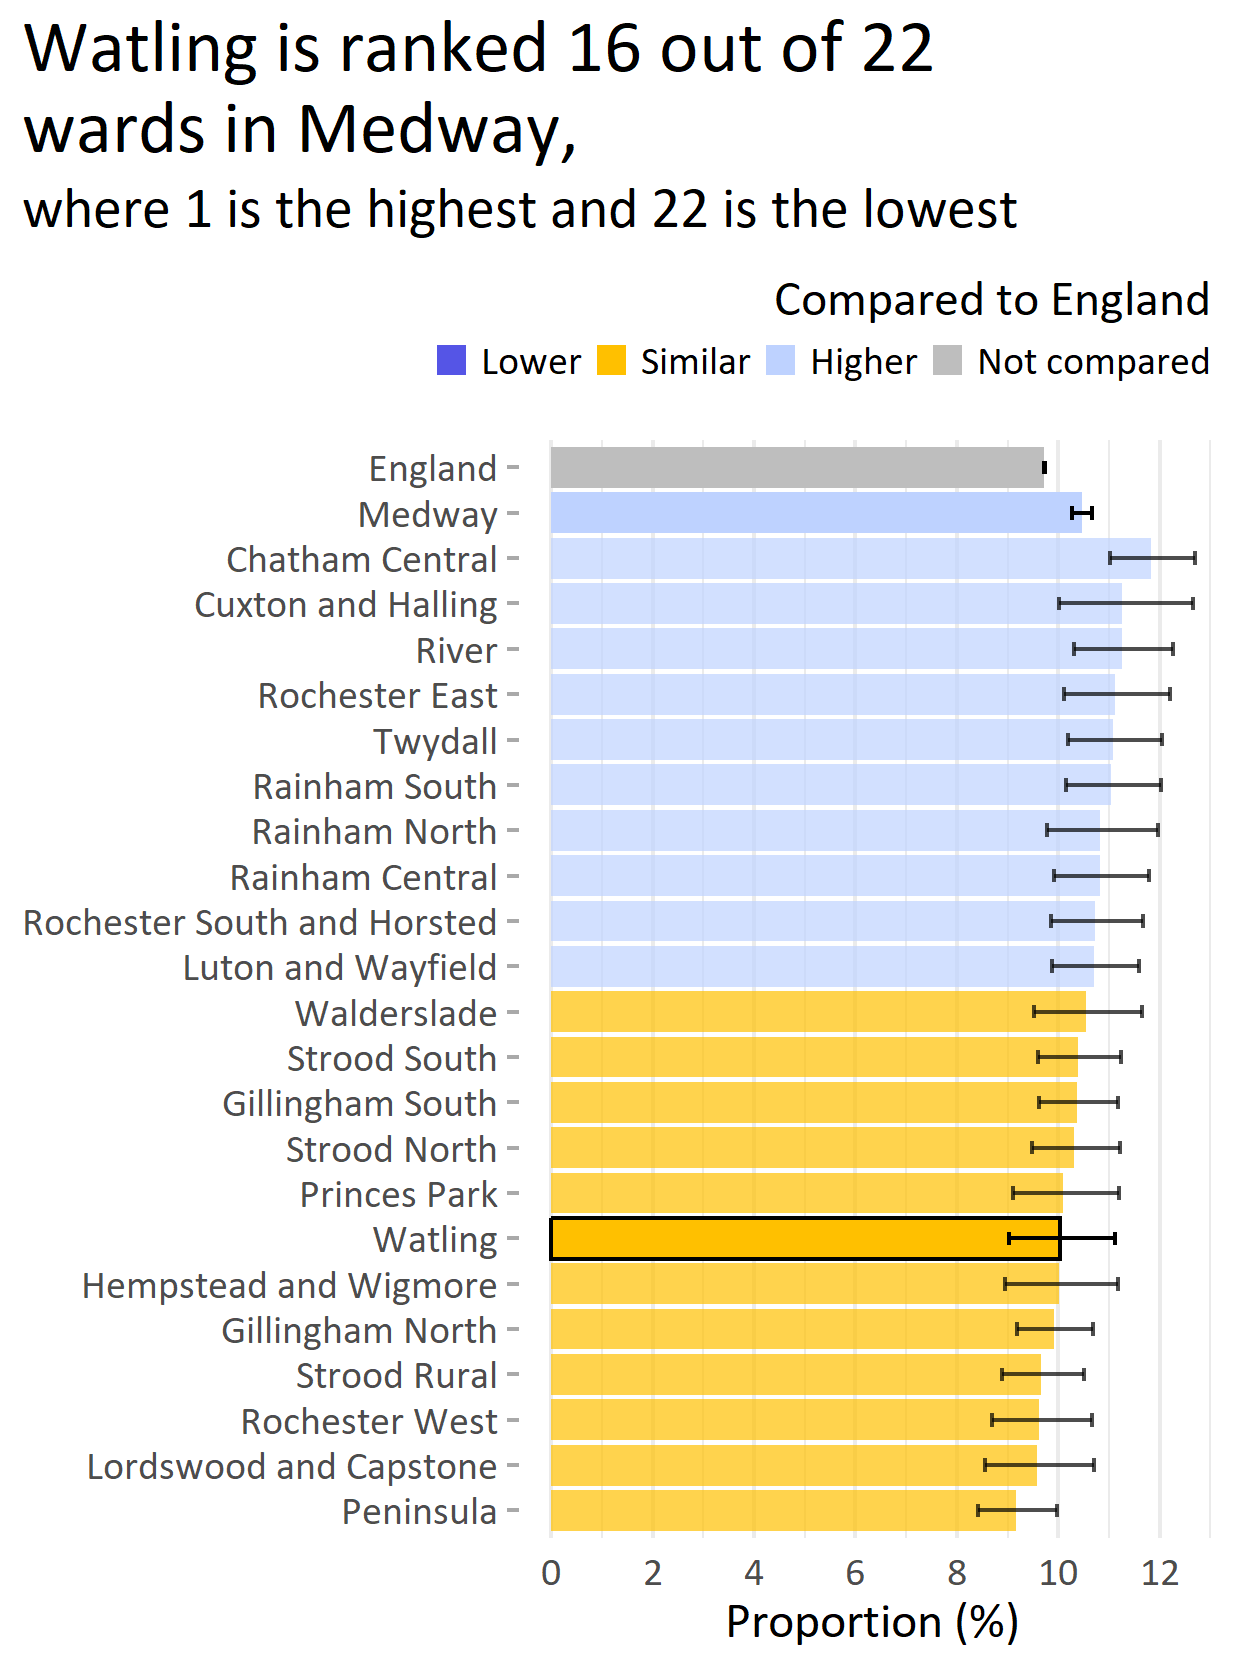 Watling is ranked 16 out of 22
wards in Medway,
where 1 is the highest and 22 is the lowest
Compared to England
Lower Similar Higher Not compared
England
Medway
Chatham Central
Cuxton and Halling
River
Rochester East
Twydall
Rainham South
Rainham North
Rainham Central
Rochester South and Horsted
Luton and Wayfield
Walderslade
Strood South
Gillingham South
Strood North
Princes Park
Watling
Hempstead and Wigmore
Gillingham North
Strood Rural
Rochester West
Lordswood and Capstone
Peninsula
0 2 4 6 8 10 12
Proportion (%)